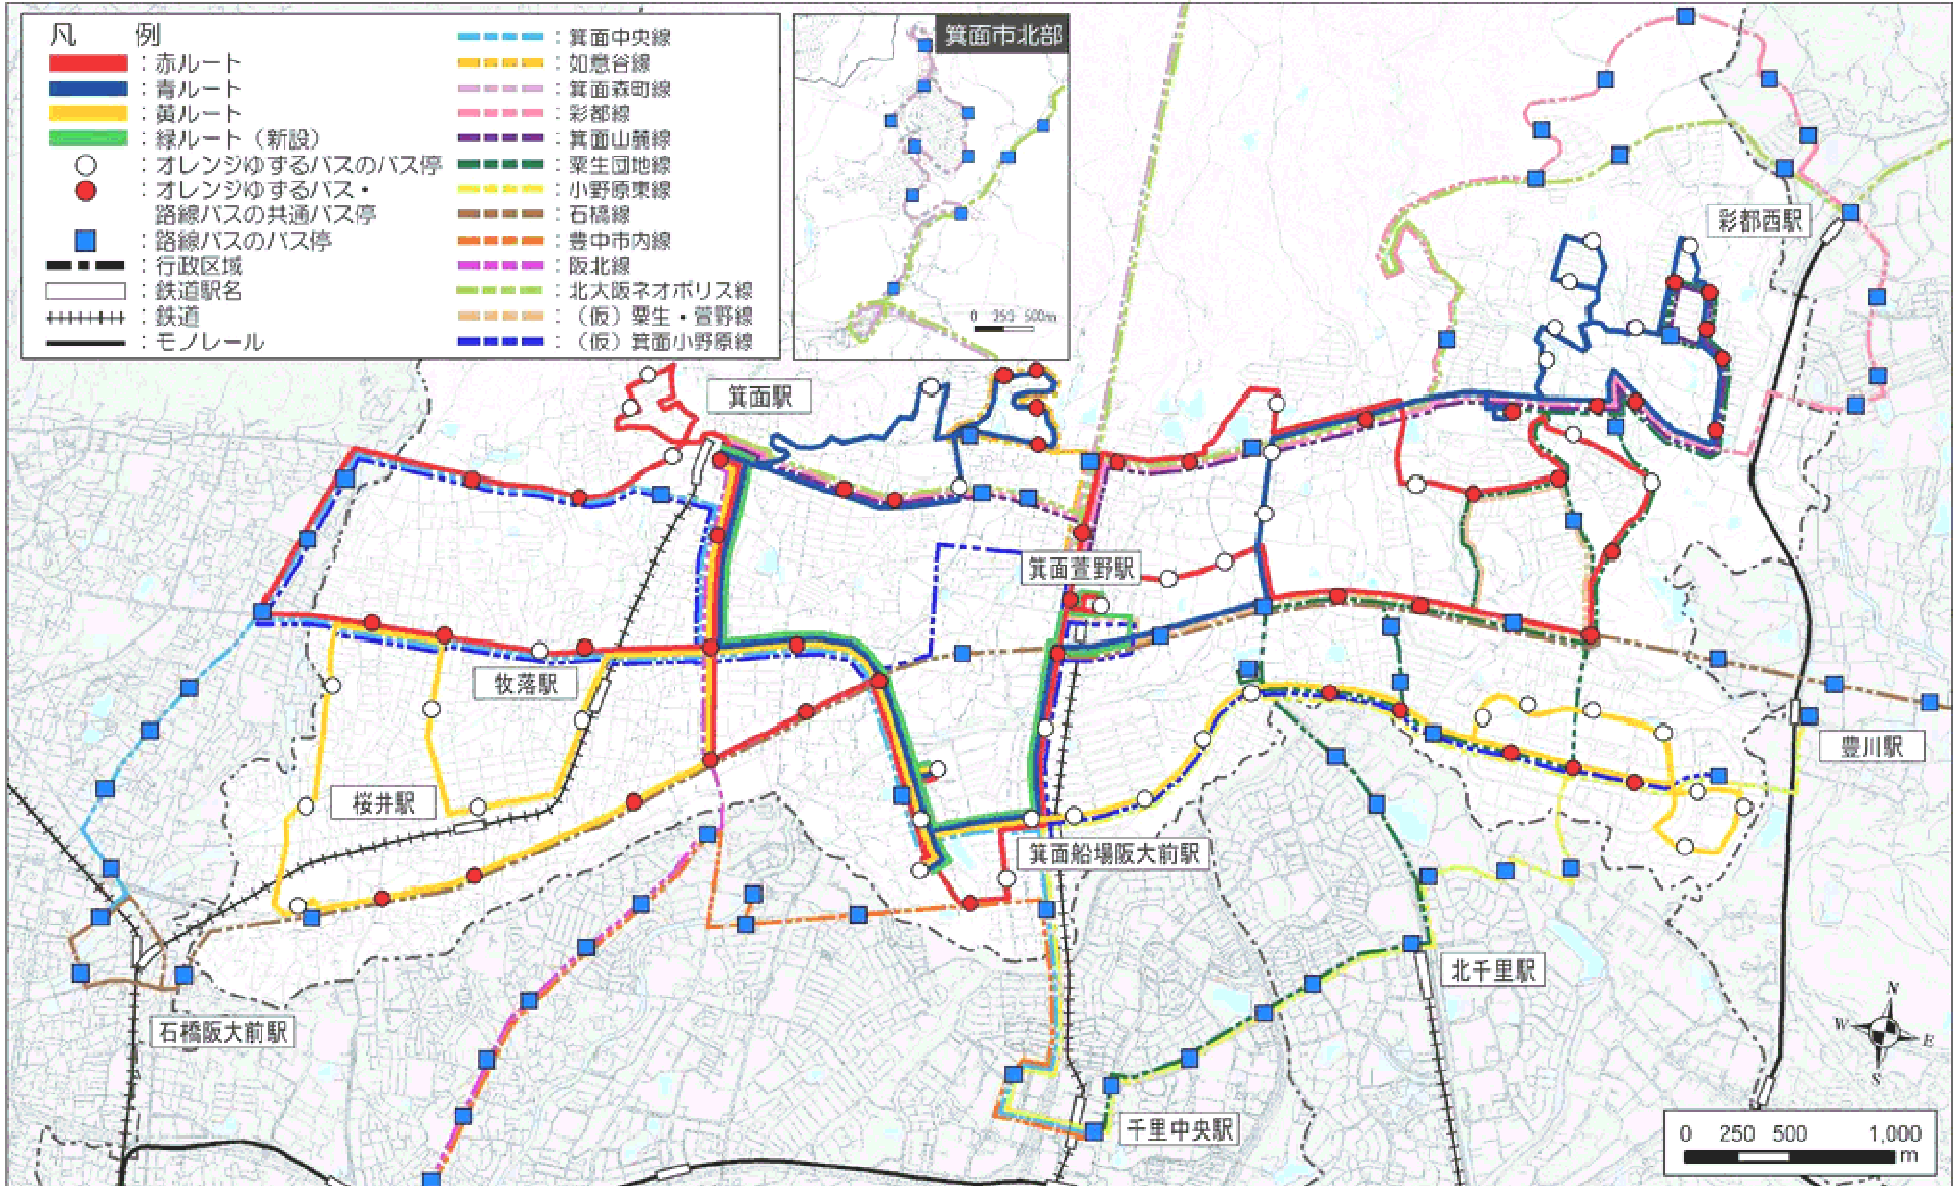 凡 例
：赤ルート
：青ルート
：黄ルート
：緑ルート（新設）
：オレンジゆずるバスのバス停
：オレンジゆずるバス・
路線バスの共通バス停
：路線バスのバス停
：行政区域
：鉄道駅名
：鉄道
：モノレール
：箕面中央線
：如意谷線
：箕面森町線
：彩都線
：箕面山麓線
：粟生団地線
：小野原東線
：石橋線
：豊中市内線
：阪北線
：北大阪ネオポリス線
：（仮）粟生・萱野線
：（仮）箕面小野原線
箕面市北部
0 250 500m
彩都西駅
箕面駅
箕面萱野駅
牧落駅
豊川駅
桜井駅
箕面船場阪大前駅
北千里駅
石橋阪大前駅
千里中央駅
N
W E
S
0 250 500 1,000
m